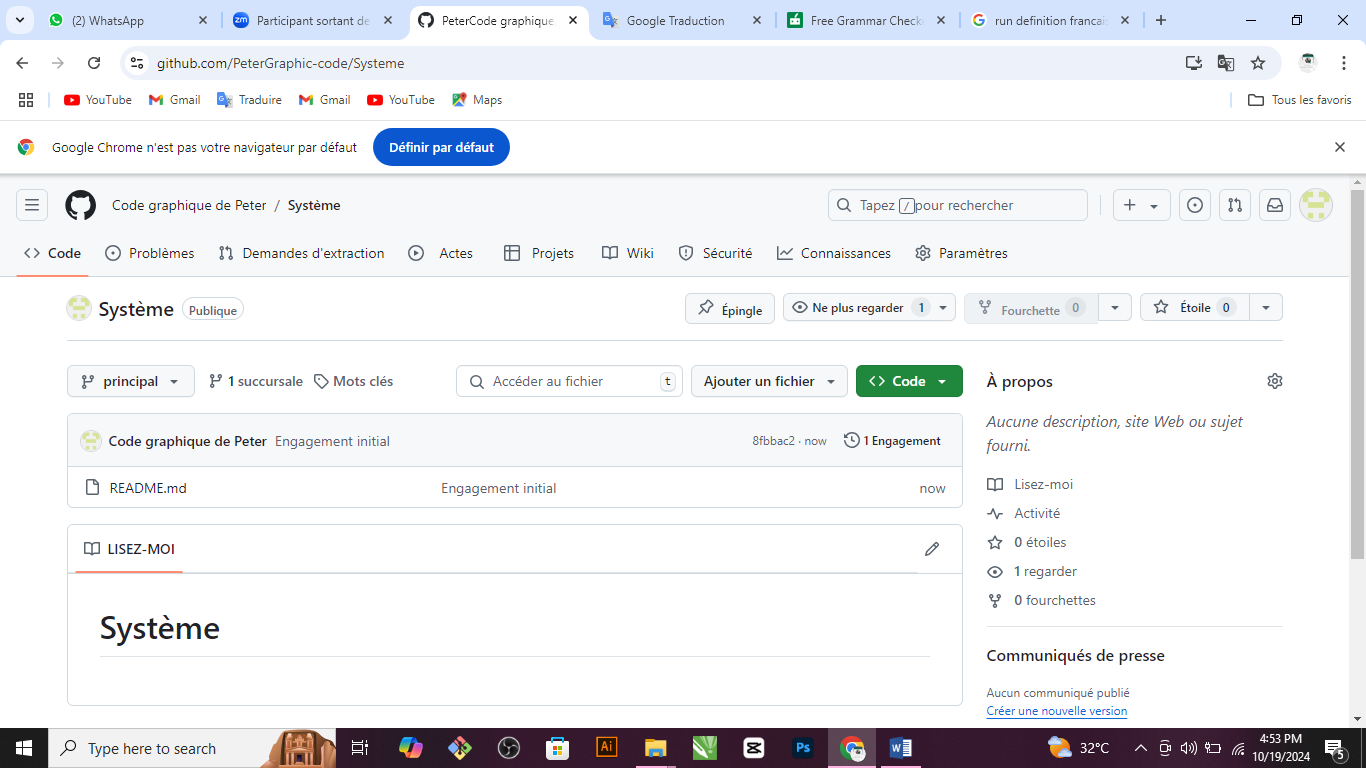 (2) WhatsApp
Participant sortant de
PeterCode graphique
Google Traduction
Free Grammar Checke
run definition francais
github.com/PeterGraphic-code/Systeme
YouTube
Gmail
Traduire
Gmail
YouTube
Maps
Tous les favoris
Google Chrome n'est pas votre navigateur par défaut
Définir par défaut
Code graphique de Peter / Système
Tapez / pour rechercher
Code
Problèmes
Demandes d'extraction
Actes
Projets
Wiki
Sécurité
Connaissances
Paramètres
Système Publique
Épingle
Ne plus regarder 1
Fourchette 0
Étoile 0
principal
1 succursale
Mots clés
Accéder au fichier t
Ajouter un fichier
Code
À propos
Code graphique de Peter Engagement initial
8fbbac2 · now
1 Engagement
Aucune description, site Web ou sujet
fourni.
README.md
Engagement initial
now
Lisez-moi
Activité
0 étoiles
1 regarder
0 fourchettes
LISEZ-MOI
Système
Communiqués de presse
Aucun communiqué publié
Créer une nouvelle version
Type here to search
Ai
Ps
32°C
4:53 PM
10/19/2024
5